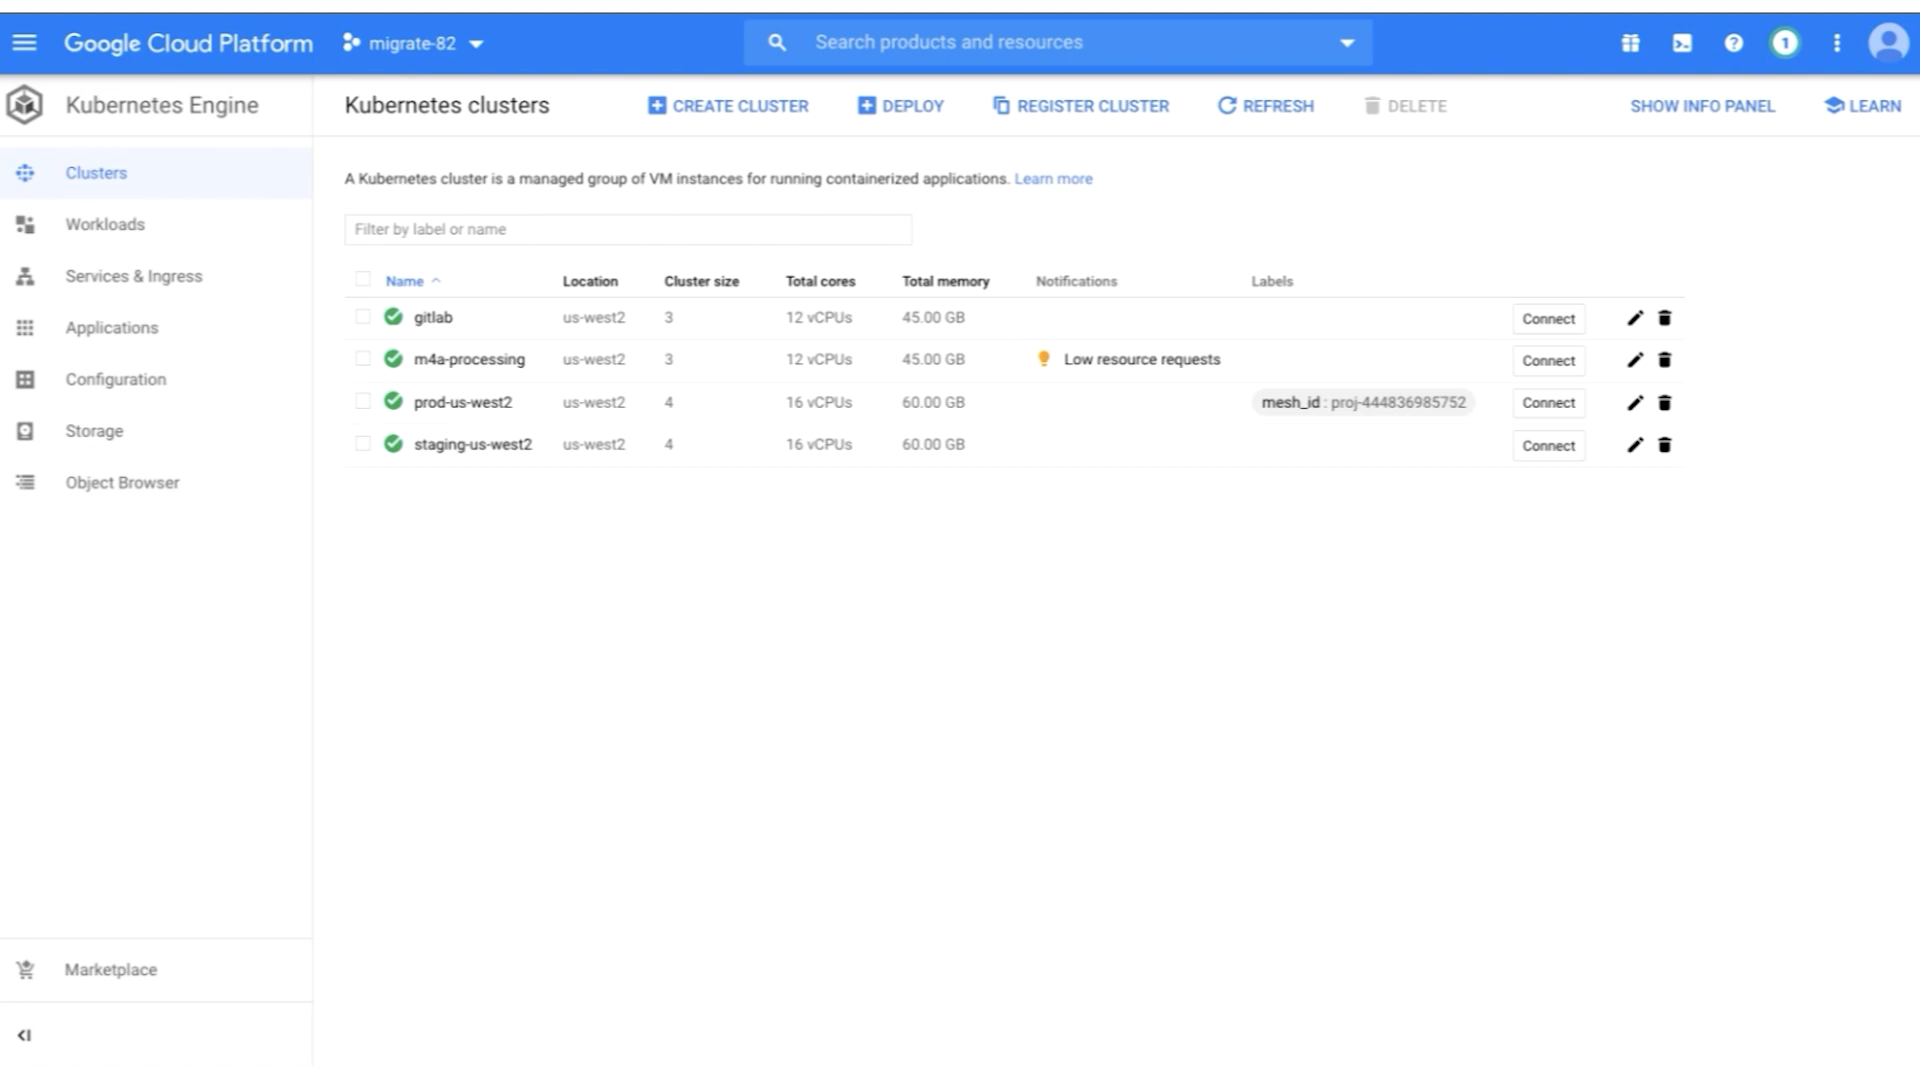 Google Cloud Platform migrate-82 Search products and resources 1
Kubernetes Engine Kubernetes clusters CREATE CLUSTER DEPLOY REGISTER CLUSTER REFRESH DELETE SHOW INFO PANEL LEARN
Clusters
Workloads
Services & Ingress
Applications
Configuration
Storage
Object Browser
Marketplace
A Kubernetes cluster is a managed group of VM instances for running containerized applications. Learn more
Filter by label or name
Name Location Cluster size Total cores Total memory Notifications Labels
gitlab us-west2 3 12 vCPUs 45.00 GB Connect
m4a-processing us-west2 3 12 vCPUs 45.00 GB Low resource requests Connect
prod-us-west2 us-west2 4 16 vCPUs 60.00 GB mesh_id : proj-444836985752 Connect
staging-us-west2 us-west2 4 16 vCPUs 60.00 GB Connect